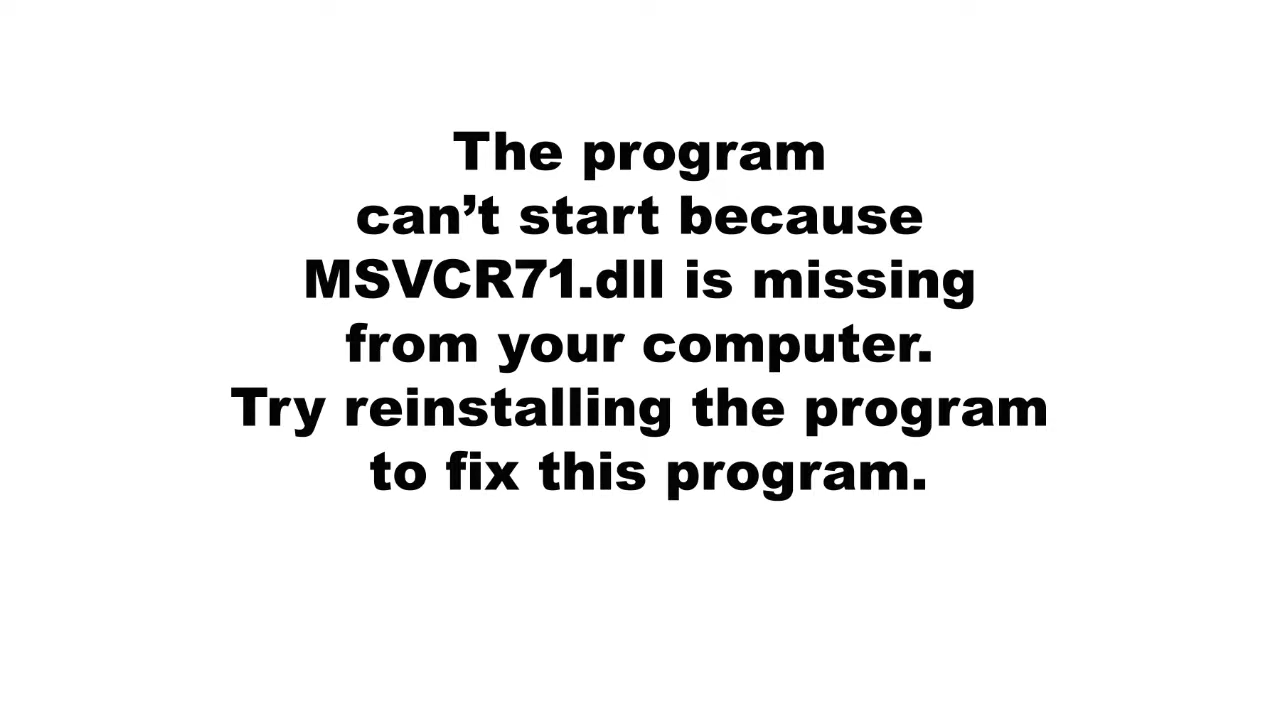 The program
can’t start because
MSVCR71.dll is missing
from your computer.
Try reinstalling the program
to fix this program.